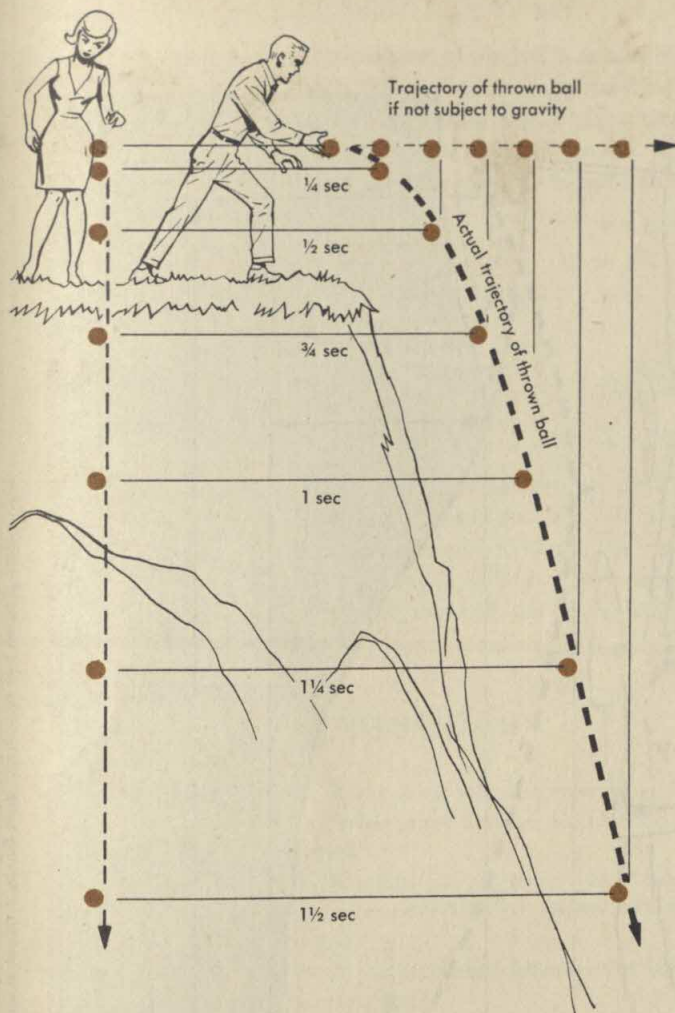 Trajectory of thrown ball
if not subject to gravity
¼ sec
½ sec
Actual trajectory of thrown ball
¾ sec
1 sec
1¼ sec
1½ sec